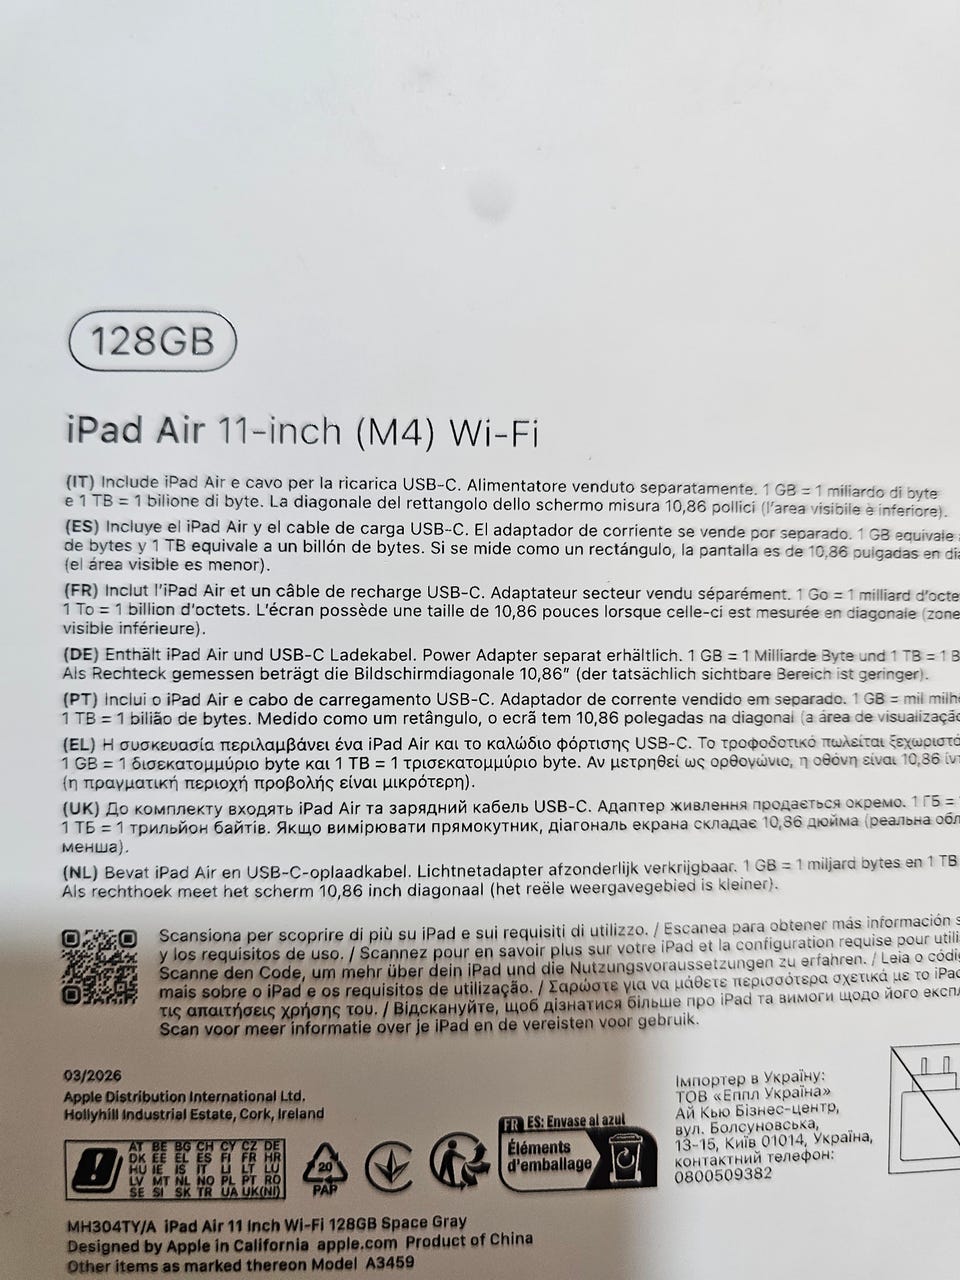 128GB
iPad Air 11-inch (M4) Wi-Fi
(IT) Include iPad Air e cavo per la ricarica USB-C. Alimentatore venduto separatamente. 1 GB = 1 miliardo di byte
e 1 TB = 1 bilione di byte. La diagonale del rettangolo dello schermo misura 10,86 pollici (l'area visibile è inferiore).
(ES) Incluye el iPad Air y el cable de carga USB-C. El adaptador de corriente se vende por separado. 1 GB equivale
de bytes y 1 TB equivale a un billón de bytes. Si se mide como un rectángulo, la pantalla es de 10,86 pulgadas en
(el área visible es menor).
(FR) Inclut l'iPad Air et un câble de recharge USB-C. Adaptateur secteur vendu séparément. 1 Go = 1 milliard d'octe
1 To = 1 billion d'octets. L'écran possède une taille de 10,86 pouces lorsque celle-ci est mesurée en diagonale (zone
visible inférieure).
(DE) Enthält iPad Air und USB-C Ladekabel. Power Adapter separat erhältlich. 1 GB = 1 Milliarde Byte und 1 TB = 1 B
Als Rechteck gemessen beträgt die Bildschirmdiagonale 10,86" (der tatsächlich sichtbare Bereich ist geringer).
(PT) Inclui o iPad Air e cabo de carregamento USB-C. Adaptador de corrente vendido em separado. 1 GB = mil milh
1 TB = 1 bilião de bytes. Medido como um retângulo, o ecrã tem 10,86 polegadas na diagonal (a área de visualizaçã
(EL) Η συσκευασία περιλαμβάνει ένα iPad Air και το καλώδιο φόρτισης USB-C. Το τροφοδοτικό πωλείται ξεχωριστά
1 GB = 1 δισεκατομμύριο byte και 1 TB = 1 τρισεκατομμύριο byte. Αν μετρηθεί ως ορθογώνιο, η οθόνη είναι 10,86
(η πραγματική περιοχή προβολής είναι μικρότερη).
(UK) До комплекту входять iPad Air та зарядний кабель USB-C. Адаптер живлення продається окремо. 1 ГБ =
1 ТБ = 1 трильйон байтів. Якщо вимірювати прямокутник, діагональ екрана складає 10,86 дюйма (реальна обл
менша).
(NL) Bevat iPad Air en USB-C-oplaadkabel. Lichtnetadapter afzonderlijk verkrijgbaar. 1 GB = 1 miljard bytes en 1 TB
Als rechthoek meet het scherm 10,86 inch diagonaal (het reële weergavegebied is kleiner).
Scansiona per scoprire di più su iPad e sui requisiti di utilizzo. / Escanea para obtener más información s
y los requisitos de uso. / Scannez pour en savoir plus sur votre iPad et la configuration requise pour utili
Scanne den Code, um mehr über dein iPad und die Nutzungsvoraussetzungen zu erfahren. / Leia o códig
mais sobre o iPad e os requisitos de utilização. / Σαρώστε για να μάθετε περισσότερα σχετικά με το iPad
τις απαιτήσεις χρήσης του. / Відскануйте, щоб дізнатися більше про iPad та вимоги щодо його експл
Scan voor meer informatie over je iPad en de vereisten voor gebruik.
03/2026
Apple Distribution International Ltd.
Hollyhill Industrial Estate, Cork, Ireland
AT BE BG CH CY CZ DE
DK EE EL ES FI FR HR
HU IE IS IT LI LT LU
LV MT NL NO PL PT RO
SE SI SK TR UA UK(NI)
20
PAP
FR ES: Envase al azul
Éléments
d'emballage
Імпортер в Україну:
ТОВ «Еппл Україна»
Ай Кью Бізнес-центр,
вул. Болсуновська,
13-15, Київ 01014, Україна,
контактний телефон:
0800509382
MH304TY/A iPad Air 11 Inch Wi-Fi 128GB Space Gray
Designed by Apple in California apple.com Product of China
Other items as marked thereon Model A3459